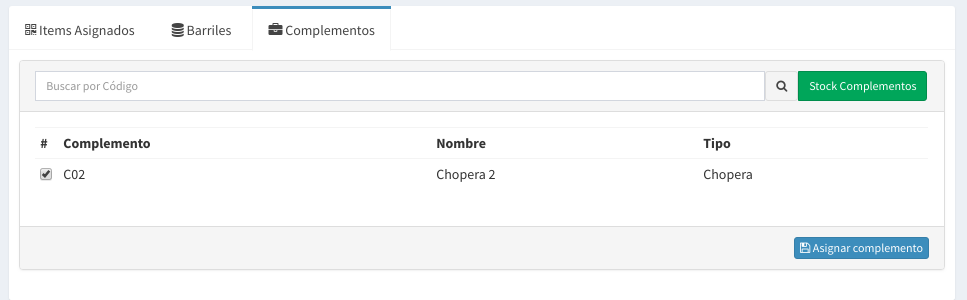 Items Asignados Barriles Complementos
Buscar por Código Stock Complementos
# Complemento Nombre Tipo
C02 Chopera 2 Chopera
Asignar complemento